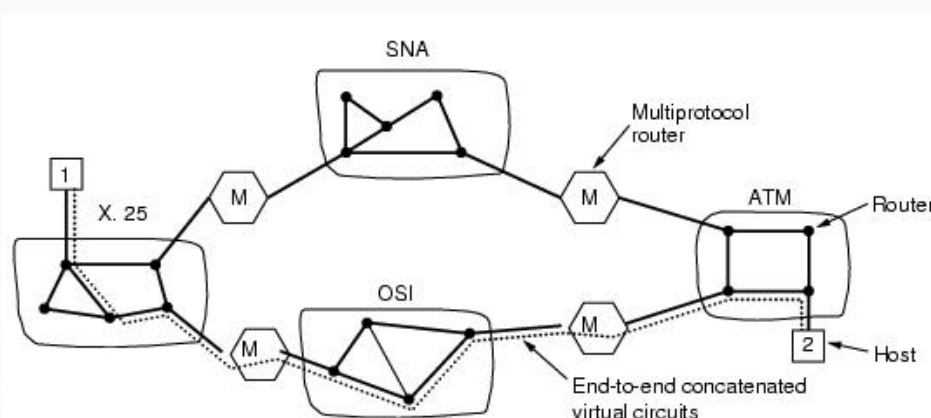 SNA
Multiprotocol
router
1
M
M
X. 25
ATM
Router
OSI
M
M
2
Host
End-to-end concatenated
virtual circuits